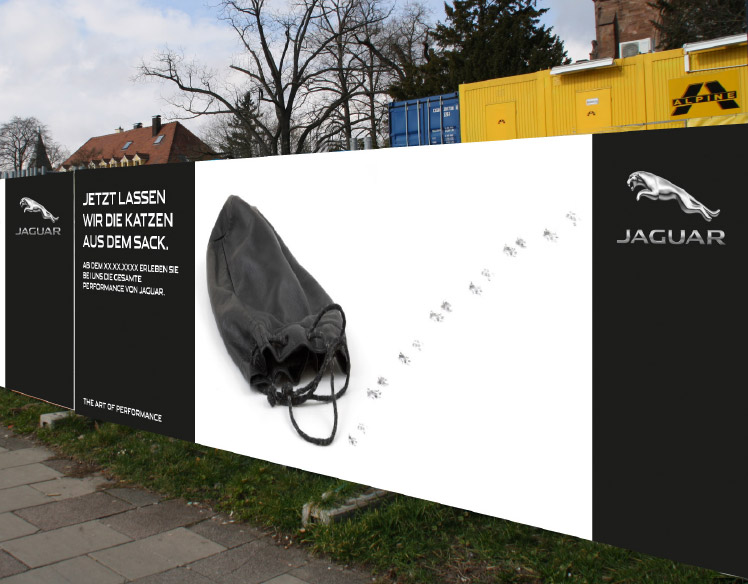 JAGUAR
JETZT LASSEN
WIR DIE KATZEN
AUS DEM SACK.
AB DEM XX.XX.XXXX ERLEBEN SIE
BEI UNS DIE GESAMTE
PERFORMANCE VON JAGUAR.
THE ART OF PERFORMANCE
JAGUAR
ALPINE